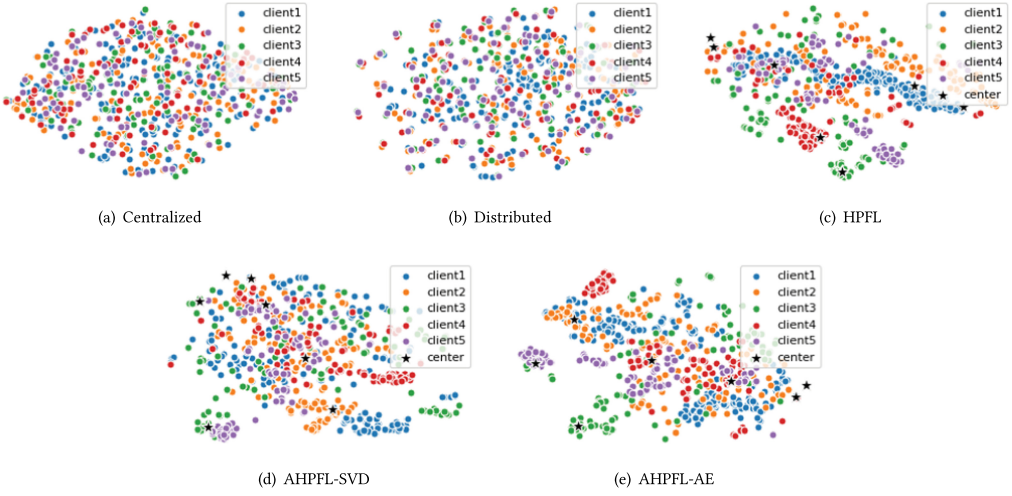 client1
client2
client3
client4
client5
(a) Centralized
client1
client2
client3
client4
client5
(b) Distributed
client1
client2
client3
client4
client5
center
(c) HPFL
client1
client2
client3
client4
client5
center
(d) AHPFL-SVD
client1
client2
client3
client4
client5
center
(e) AHPFL-AE